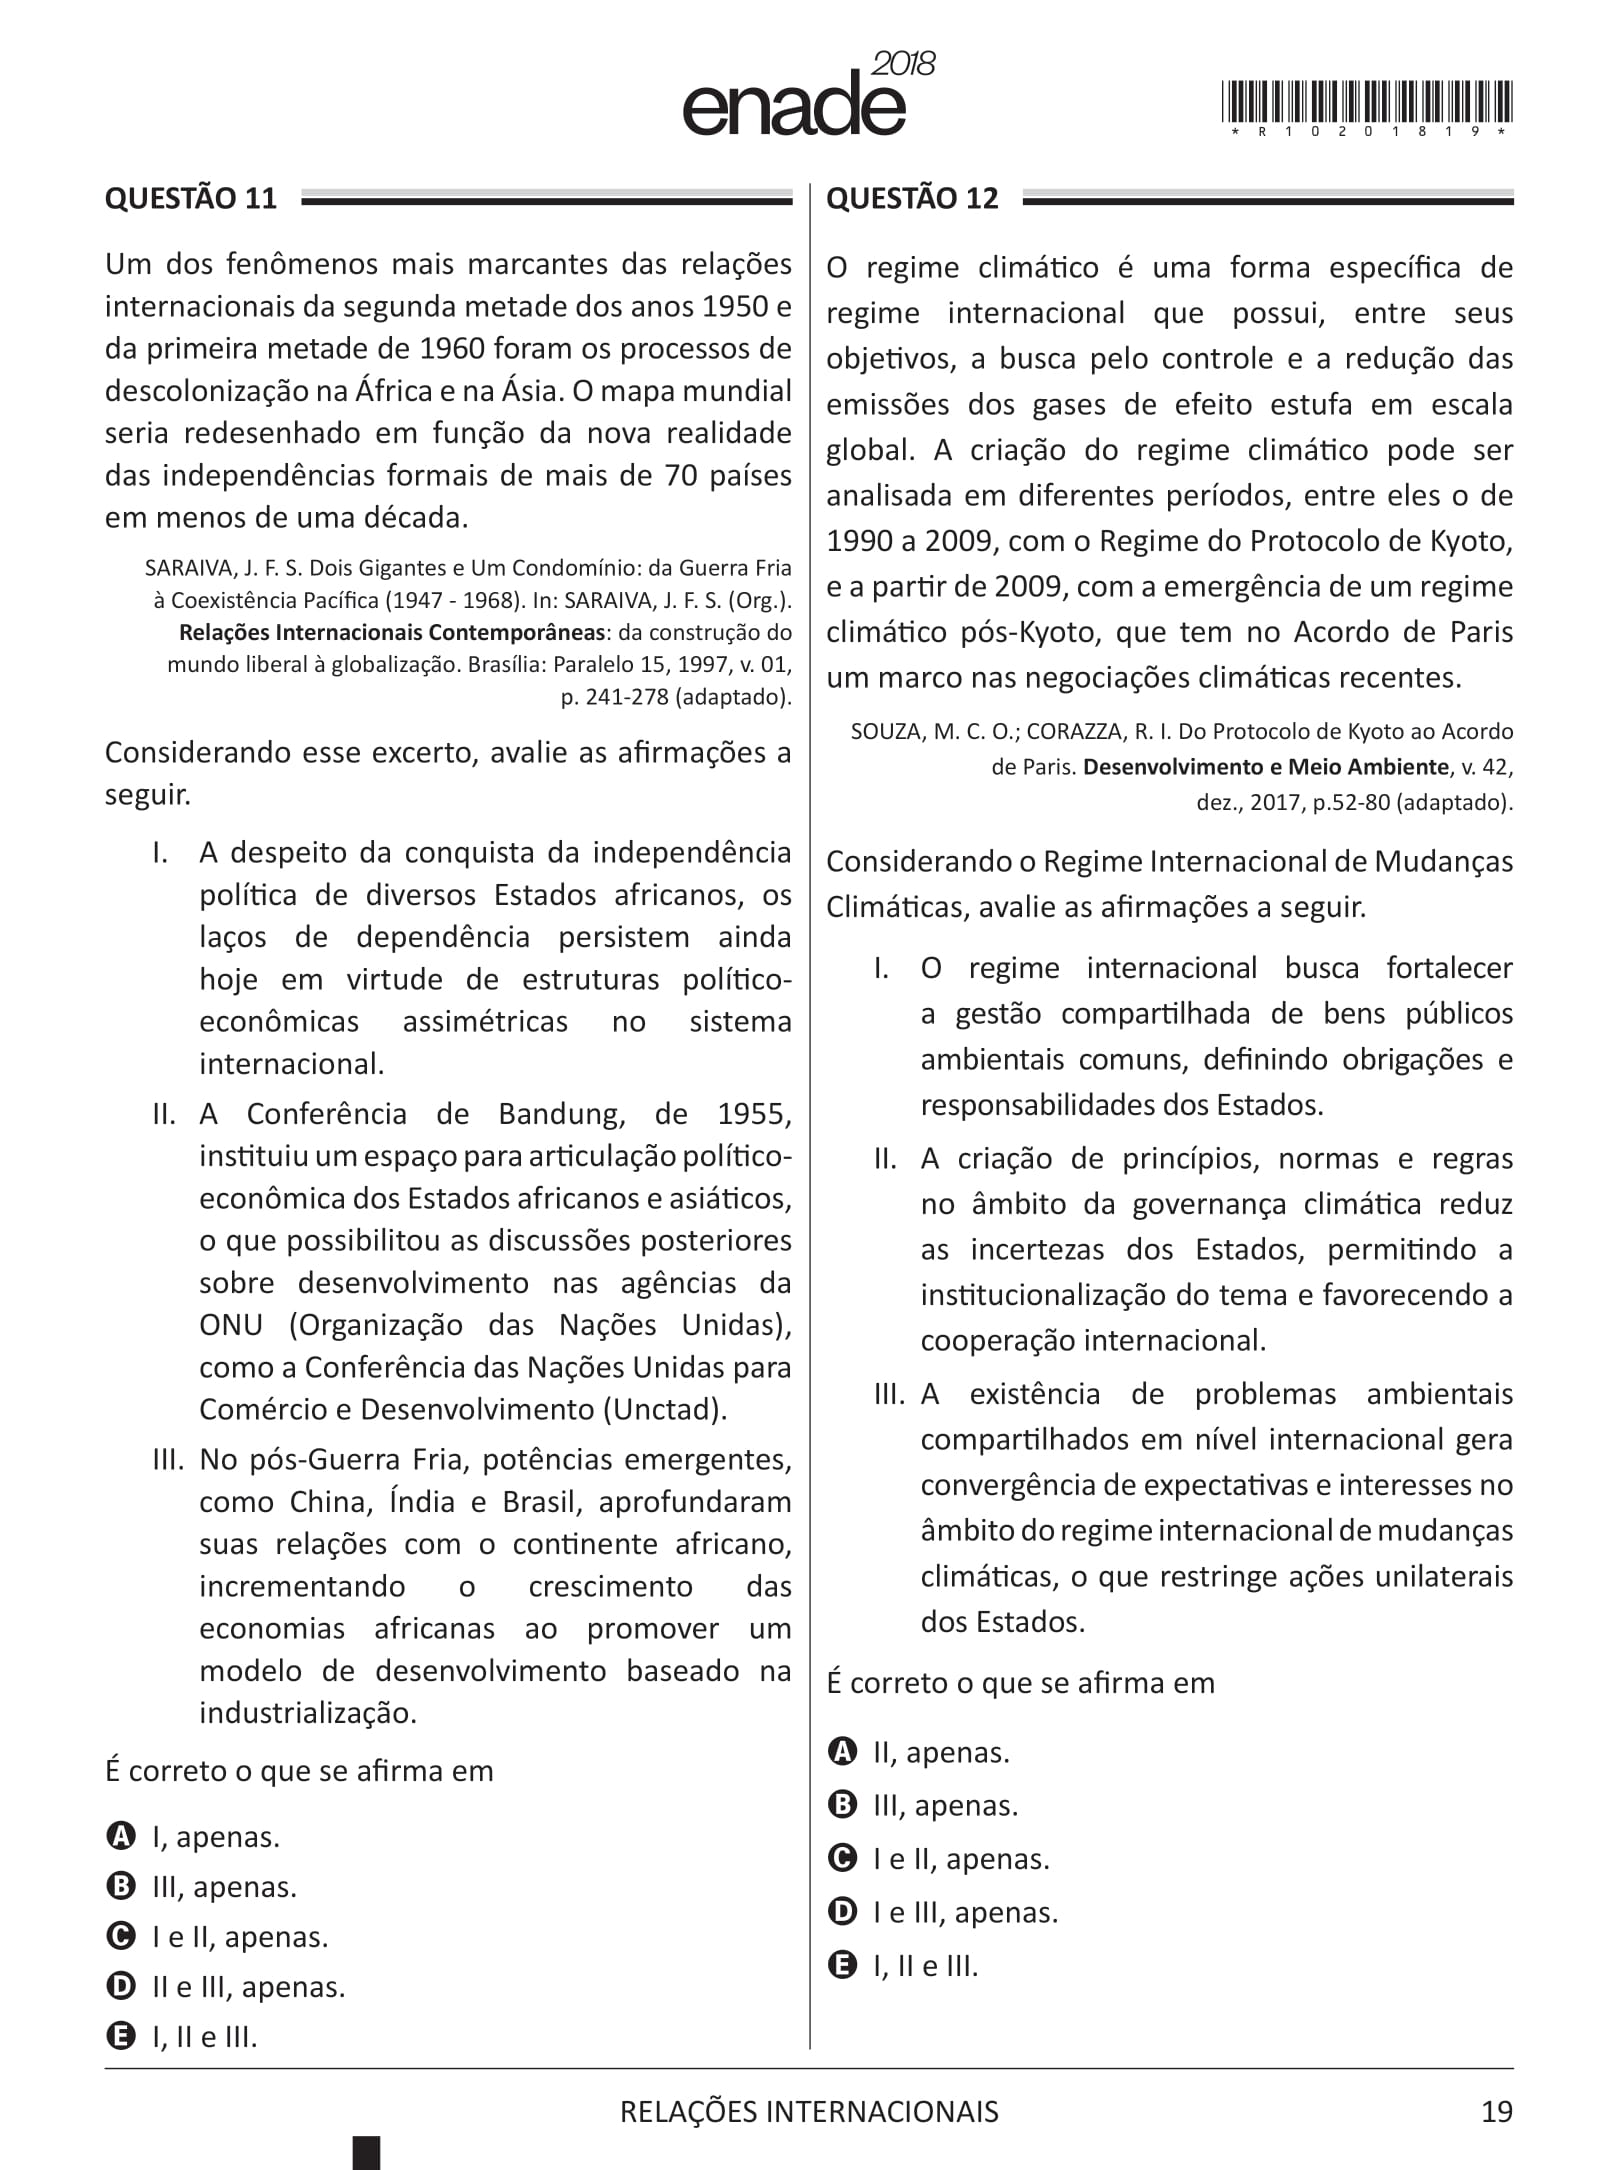 enade 2018
*R10201819*
QUESTÃO 11
Um dos fenômenos mais marcantes das relações
internacionais da segunda metade dos anos 1950 e
da primeira metade de 1960 foram os processos de
descolonização na África e na Ásia. O mapa mundial
seria redesenhado em função da nova realidade
das independências formais de mais de 70 países
em menos de uma década.
SARAIVA, J. F. S. Dois Gigantes e Um Condomínio: da Guerra Fria
à Coexistência Pacífica (1947 - 1968). In: SARAIVA, J. F. S. (Org.).
Relações Internacionais Contemporâneas: da construção do
mundo liberal à globalização. Brasília: Paralelo 15, 1997, v. 01,
p. 241-278 (adaptado).
Considerando esse excerto, avalie as afirmações a
seguir.
I. A despeito da conquista da independência
política de diversos Estados africanos, os
laços de dependência persistem ainda
hoje em virtude de estruturas político-
econômicas assimétricas no sistema
internacional.
II. A Conferência de Bandung, de 1955,
instituiu um espaço para articulação político-
econômica dos Estados africanos e asiáticos,
o que possibilitou as discussões posteriores
sobre desenvolvimento nas agências da
ONU (Organização das Nações Unidas),
como a Conferência das Nações Unidas para
Comércio e Desenvolvimento (Unctad).
III. No pós-Guerra Fria, potências emergentes,
como China, Índia e Brasil, aprofundaram
suas relações com o continente africano,
incrementando o crescimento das
economias africanas ao promover um
modelo de desenvolvimento baseado na
industrialização.
É correto o que se afirma em
A I, apenas.
B III, apenas.
C I e II, apenas.
D II e III, apenas.
E I, II e III.
QUESTÃO 12
O regime climático é uma forma específica de
regime internacional que possui, entre seus
objetivos, a busca pelo controle e a redução das
emissões dos gases de efeito estufa em escala
global. A criação do regime climático pode ser
analisada em diferentes períodos, entre eles o de
1990 a 2009, com o Regime do Protocolo de Kyoto,
e a partir de 2009, com a emergência de um regime
climático pós-Kyoto, que tem no Acordo de Paris
um marco nas negociações climáticas recentes.
SOUZA, M. C. O.; CORAZZA, R. I. Do Protocolo de Kyoto ao Acordo
de Paris. Desenvolvimento e Meio Ambiente, v. 42,
dez., 2017, p.52-80 (adaptado).
Considerando o Regime Internacional de Mudanças
Climáticas, avalie as afirmações a seguir.
I. O regime internacional busca fortalecer
a gestão compartilhada de bens públicos
ambientais comuns, definindo obrigações e
responsabilidades dos Estados.
II. A criação de princípios, normas e regras
no âmbito da governança climática reduz
as incertezas dos Estados, permitindo a
institucionalização do tema e favorecendo a
cooperação internacional.
III. A existência de problemas ambientais
compartilhados em nível internacional gera
convergência de expectativas e interesses no
âmbito do regime internacional de mudanças
climáticas, o que restringe ações unilaterais
dos Estados.
É correto o que se afirma em
A II, apenas.
B III, apenas.
C I e II, apenas.
D I e III, apenas.
E I, II e III.
RELAÇÕES INTERNACIONAIS
19